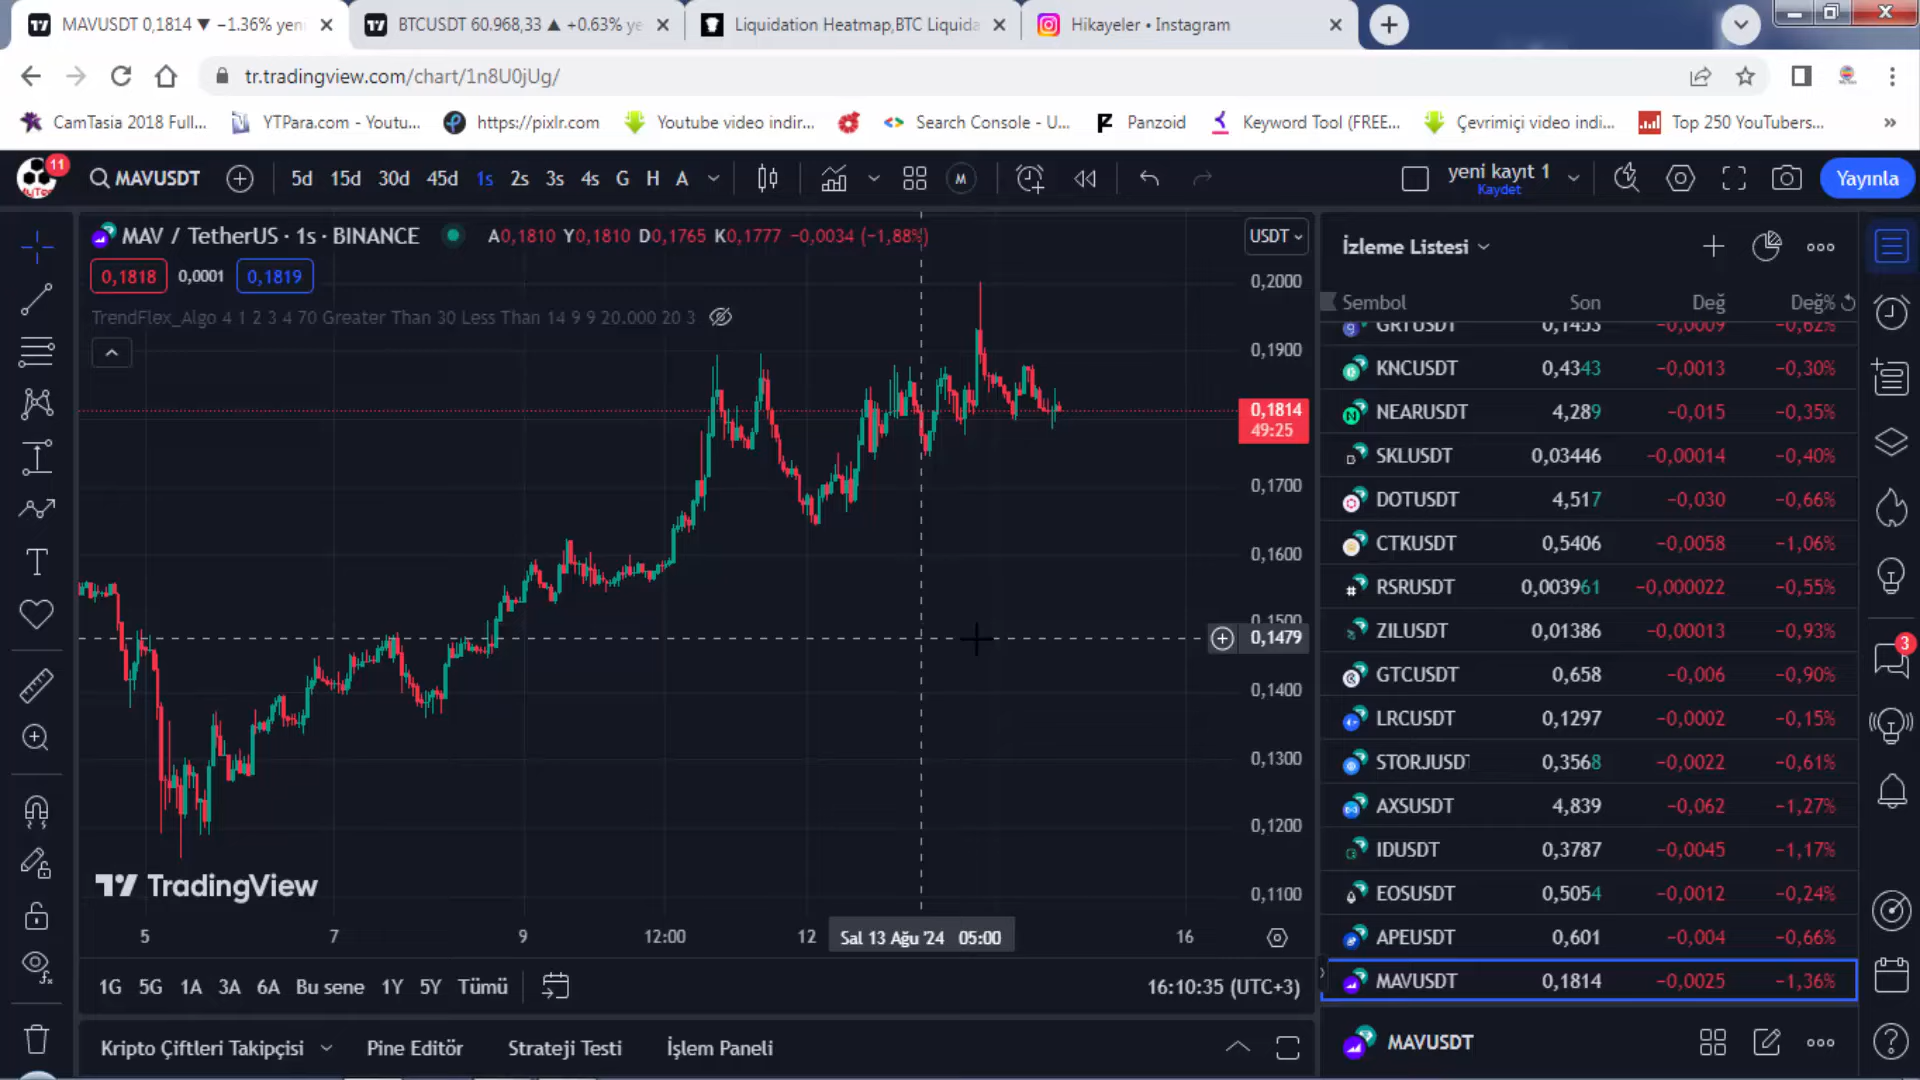 MAVUSDT 0,1814 ▼ −1.36% yeni
BTCUSDT 60.968,33 ▲ +0.63% ye
Liquidation Heatmap,BTC Liquida
Hikayeler • Instagram
tr.tradingview.com/chart/1n8U0jUg/
CamTasia 2018 Full...
YTPara.com - Youtu...
https://pixlr.com
Youtube video indir...
Search Console - U...
Panzoid
Keyword Tool (FREE...
Çevrimiçi video indi...
Top 250 YouTubers...
»
11
MAVUSDT
5d 15d 30d 45d 1s 2s 3s 4s G H A
M
yeni kayıt 1
Kaydet
Yayınla
MAV / TetherUS · 1s · BINANCE
A0,1810 Y0,1810 D0,1765 K0,1777 −0,0034 (−1,88%)
USDT
0,1818 0,0001 0,1819
TrendFlex_Algo 4 1 2 3 4 70 Greater Than 30 Less Than 14 9 9 20.000 20 3
0,2000
0,1900
0,1814
49:25
0,1700
0,1600
0,1500
0,1479
0,1400
0,1300
0,1200
0,1100
TradingView
5 7 9 12:00 12 Sal 13 Ağu '24 05:00 16
1G 5G 1A 3A 6A Bu sene 1Y 5Y Tümü
16:10:35 (UTC+3)
Kripto Çiftleri Takipçisi Pine Editör Strateji Testi İşlem Paneli
İzleme Listesi
Sembol Son Değ Değ%
GRTUSDT 0,1453 −0,0009 −0,62%
KNCUSDT 0,4343 −0,0013 −0,30%
NEARUSDT 4,289 −0,015 −0,35%
SKLUSDT 0,03446 −0,00014 −0,40%
DOTUSDT 4,517 −0,030 −0,66%
CTKUSDT 0,5406 −0,0058 −1,06%
RSRUSDT 0,003961 −0,000022 −0,55%
ZILUSDT 0,01386 −0,00013 −0,93%
GTCUSDT 0,658 −0,006 −0,90%
LRCUSDT 0,1297 −0,0002 −0,15%
STORJUSDT 0,3568 −0,0022 −0,61%
AXSUSDT 4,839 −0,062 −1,27%
IDUSDT 0,3787 −0,0045 −1,17%
EOSUSDT 0,5054 −0,0012 −0,24%
APEUSDT 0,601 −0,004 −0,66%
MAVUSDT 0,1814 −0,0025 −1,36%
MAVUSDT
3